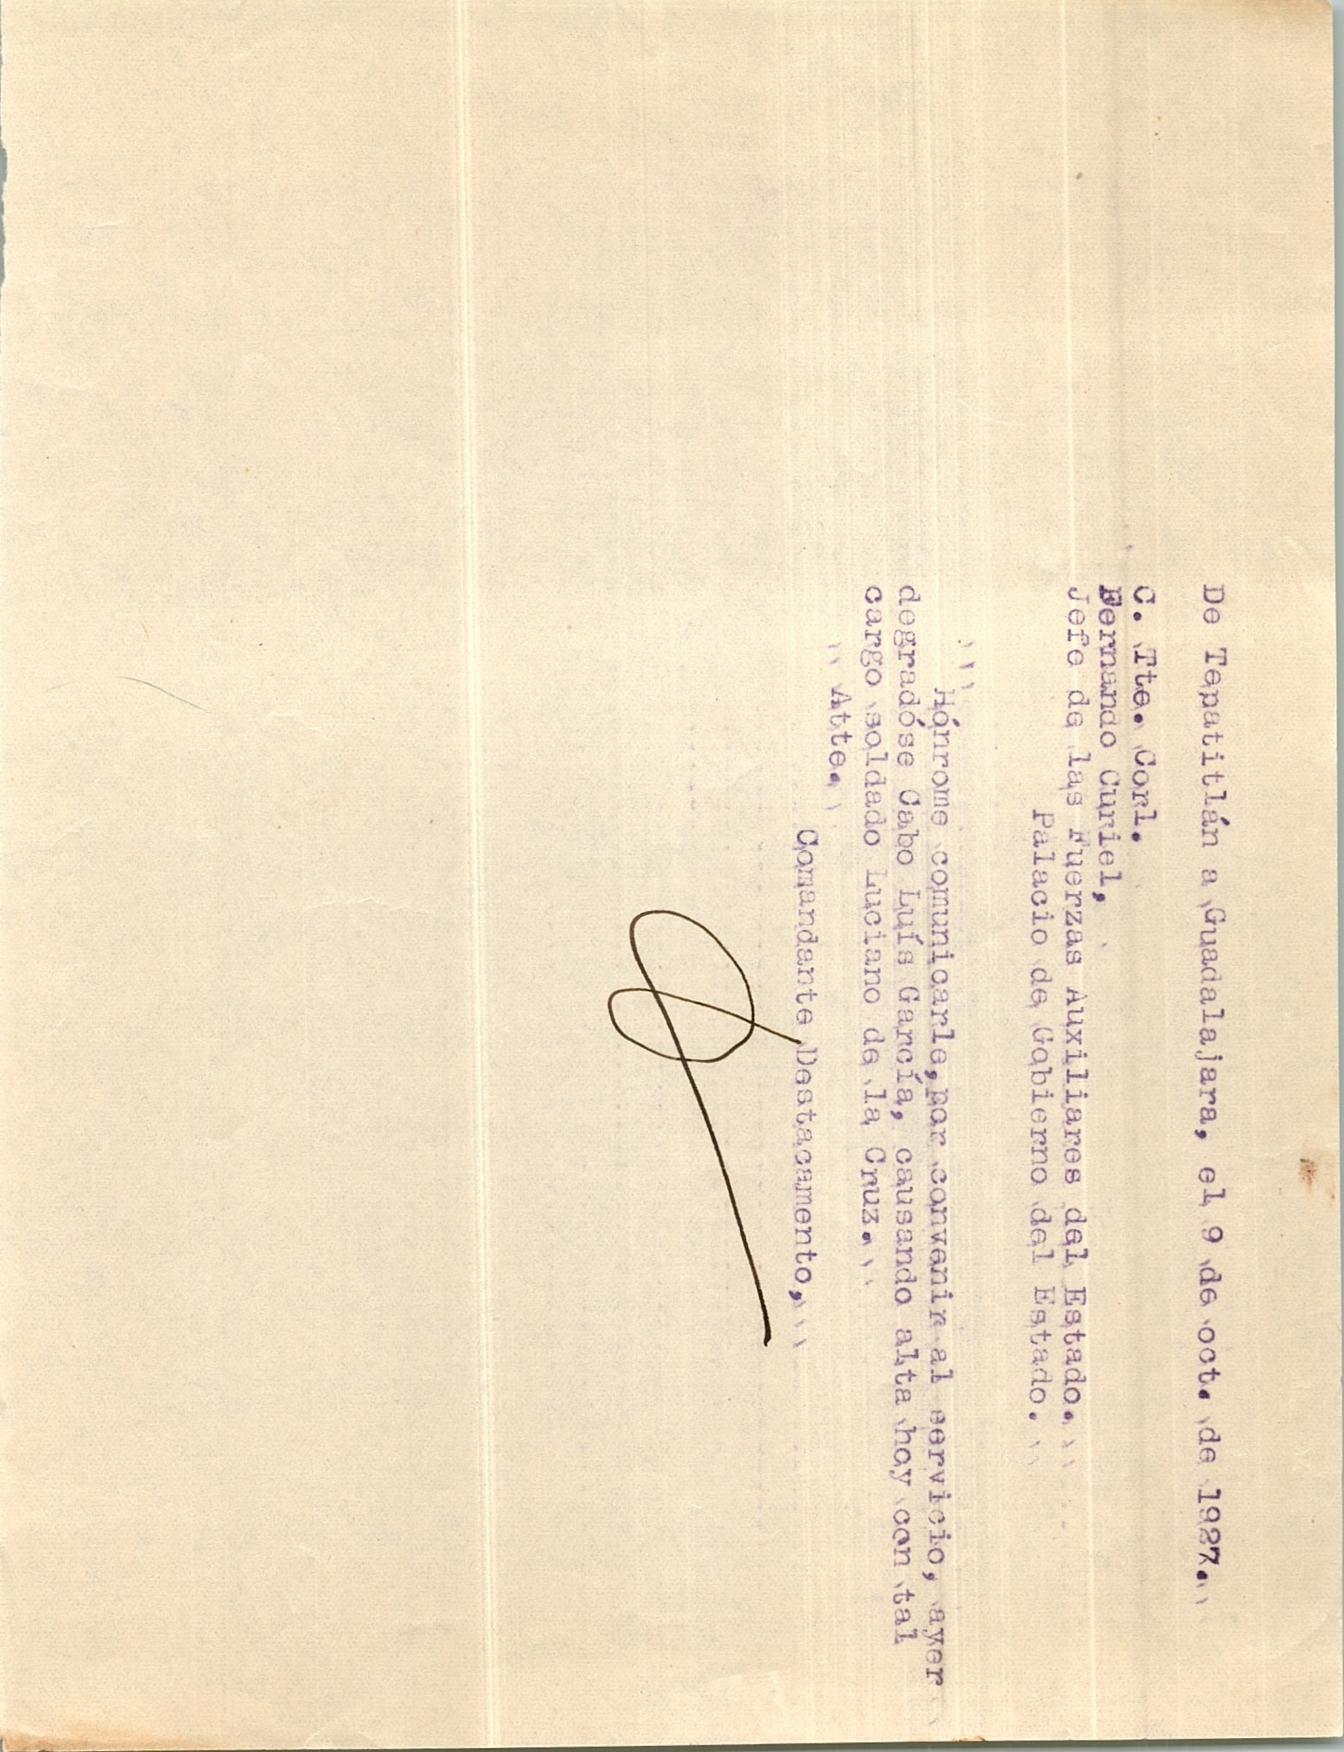 De Tepatitlán a Guadalajara, el 9 de oct. de 1927.
C. Tte. Corl.
Fernando Curiel,
Jefe de las Fuerzas Auxiliares del Estado.
Palacio de Gobierno del Estado.
Hónrome comunicarle,por convenir al servicio, ayer
degradóse Cabo Luís García, causando alta hoy con tal
cargo soldado Luciano de la Cruz.
Atte.
Comandante Destacamento,